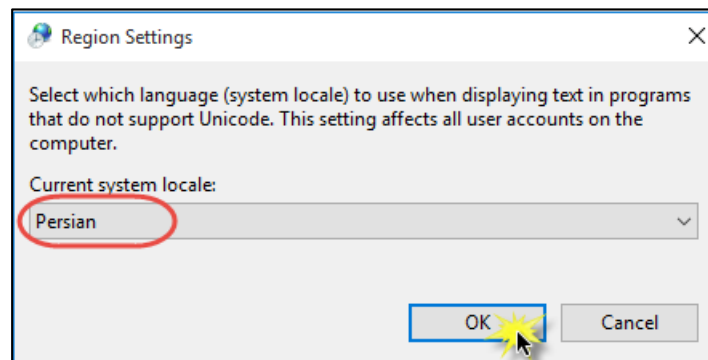 Region Settings
Select which language (system locale) to use when displaying text in programs
that do not support Unicode. This setting affects all user accounts on the
computer.
Current system locale:
Persian
OK Cancel